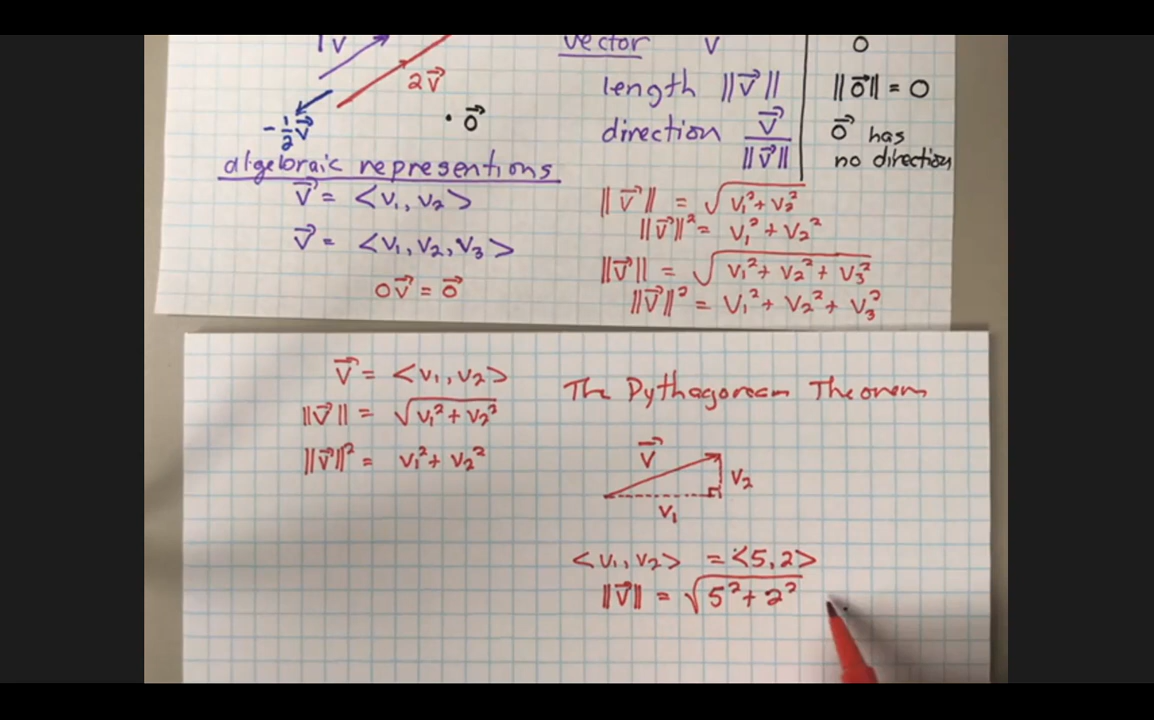 1v⃗
2v⃗
-½v⃗
• 0⃗
algebraic represention‌s
v⃗ = <v₁, v₂>
v⃗ = <v₁, v₂, v₃>
0v⃗ = 0⃗
vector v
length ‖v⃗‖
direction v⃗/‖v⃗‖
0
‖0⃗‖ = 0
0⃗ has
no direction
‖v⃗‖ = √(v₁² + v₂²)
‖v⃗‖² = v₁² + v₂²
‖v⃗‖ = √(v₁² + v₂² + v₃²)
‖v⃗‖² = v₁² + v₂² + v₃²
v⃗ = <v₁, v₂>
‖v⃗‖ = √(v₁² + v₂²)
‖v⃗‖² = v₁² + v₂²
The Pythagorean Theorem
v⃗
v₂
v₁
<v₁, v₂> = <5, 2>
‖v⃗‖ = √(5² + 2²)